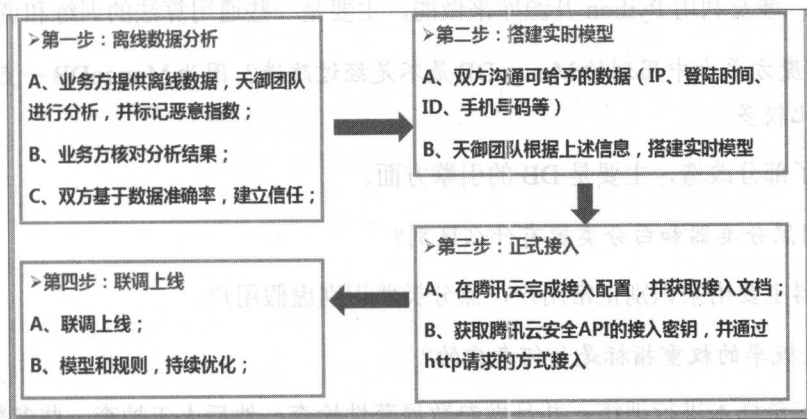 ➢第一步：离线数据分析
A、业务方提供离线数据，天御团队
进行分析，并标记恶意指数；
B、业务方核对分析结果；
C、双方基于数据准确率，建立信任；
➢第二步：搭建实时模型
A、双方沟通可给予的数据（IP、登陆时间、
ID、手机号码等）
B、天御团队根据上述信息，搭建实时模型
➢第三步：正式接入
A、在腾讯云完成接入配置，并获取接入文档；
B、获取腾讯云安全API的接入密钥，并通过
http请求的方式接入
➢第四步：联调上线
A、联调上线；
B、模型和规则，持续优化；